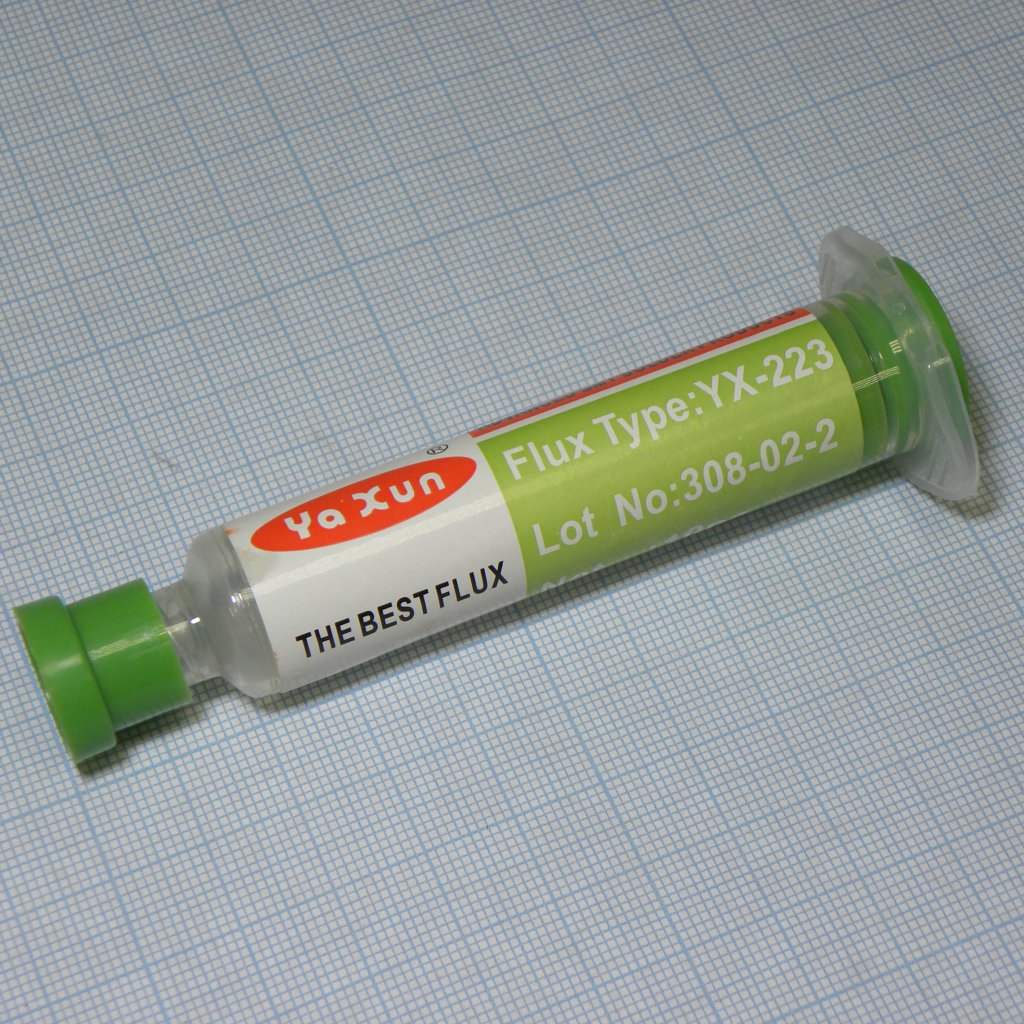 Ya Xun ®
THE BEST FLUX
Flux Type:YX-223
Lot No:308-02-2